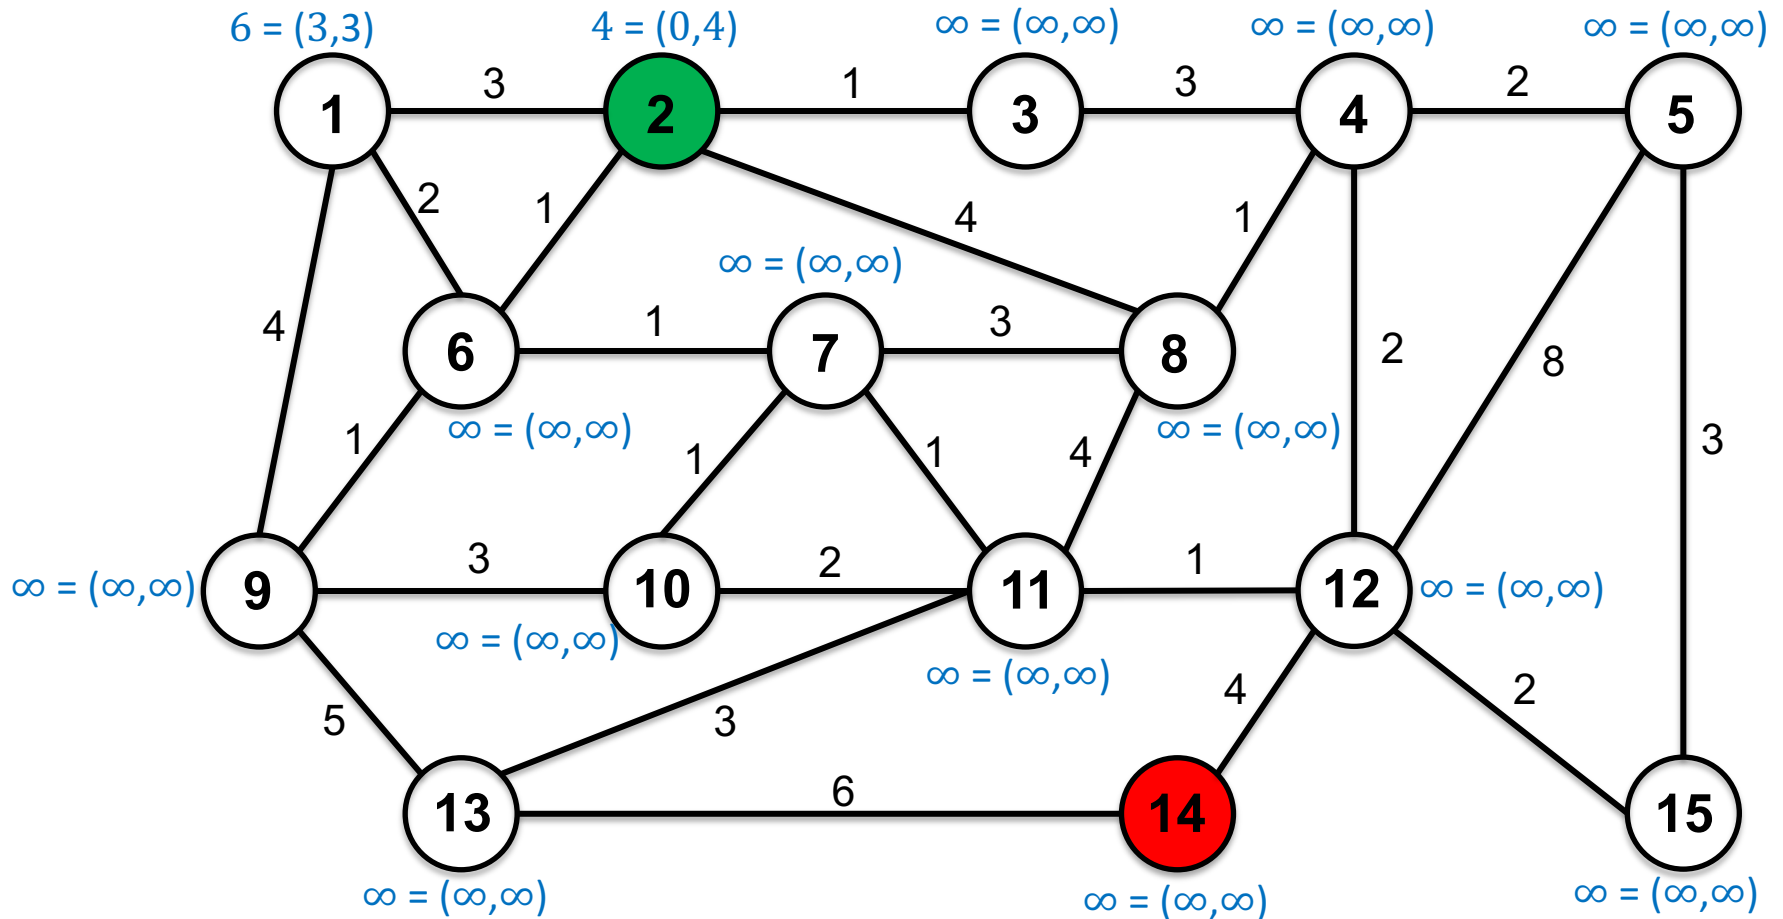 6 = (3,3)
4 = (0,4)
∞ = (∞,∞)
∞ = (∞,∞)
∞ = (∞,∞)
1
3
2
1
3
3
4
2
5
2
1
4
1
∞ = (∞,∞)
4
6
1
7
3
8
2
8
∞ = (∞,∞)
∞ = (∞,∞)
1
1
1
4
3
∞ = (∞,∞)
9
3
10
2
11
1
12
∞ = (∞,∞)
∞ = (∞,∞)
∞ = (∞,∞)
5
3
4
2
13
6
14
15
∞ = (∞,∞)
∞ = (∞,∞)
∞ = (∞,∞)